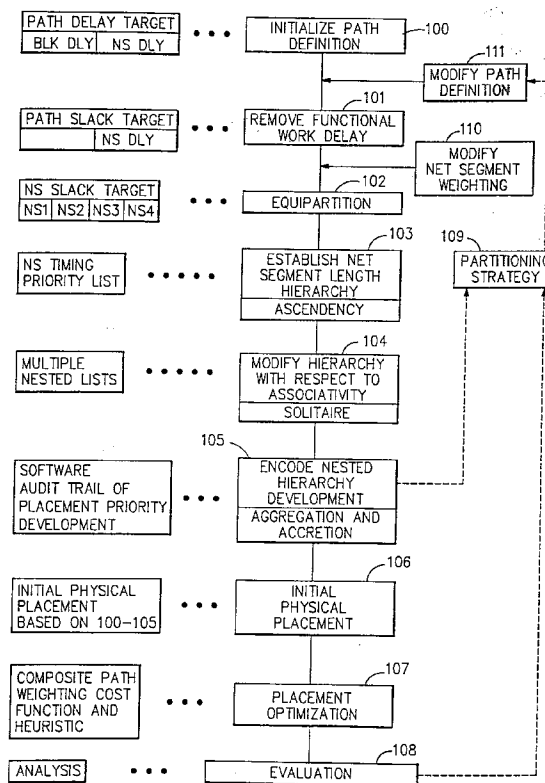 PATH DELAY TARGET
BLK DLY NS DLY
INITIALIZE PATH
DEFINITION
100
111
MODIFY PATH
DEFINITION
PATH SLACK TARGET
NS DLY
101
REMOVE FUNCTIONAL
WORK DELAY
110
MODIFY
NET SEGMENT
WEIGHTING
NS SLACK TARGET
NS1 NS2 NS3 NS4
102
EQUIPARTITION
NS TIMING
PRIORITY LIST
103
ESTABLISH NET
SEGMENT LENGTH
HIERARCHY
ASCENDENCY
109
PARTITIONING
STRATEGY
MULTIPLE
NESTED LISTS
104
MODIFY HIERARCHY
WITH RESPECT TO
ASSOCIATIVITY
SOLITAIRE
SOFTWARE
AUDIT TRAIL OF
PLACEMENT PRIORITY
DEVELOPMENT
105
ENCODE NESTED
HIERARCHY
DEVELOPMENT
AGGREGATION AND
ACCRETION
INITIAL PHYSICAL
PLACEMENT
BASED ON 100-105
106
INITIAL
PHYSICAL
PLACEMENT
COMPOSITE PATH
WEIGHTING COST
FUNCTION AND
HEURISTIC
107
PLACEMENT
OPTIMIZATION
ANALYSIS
108
EVALUATION